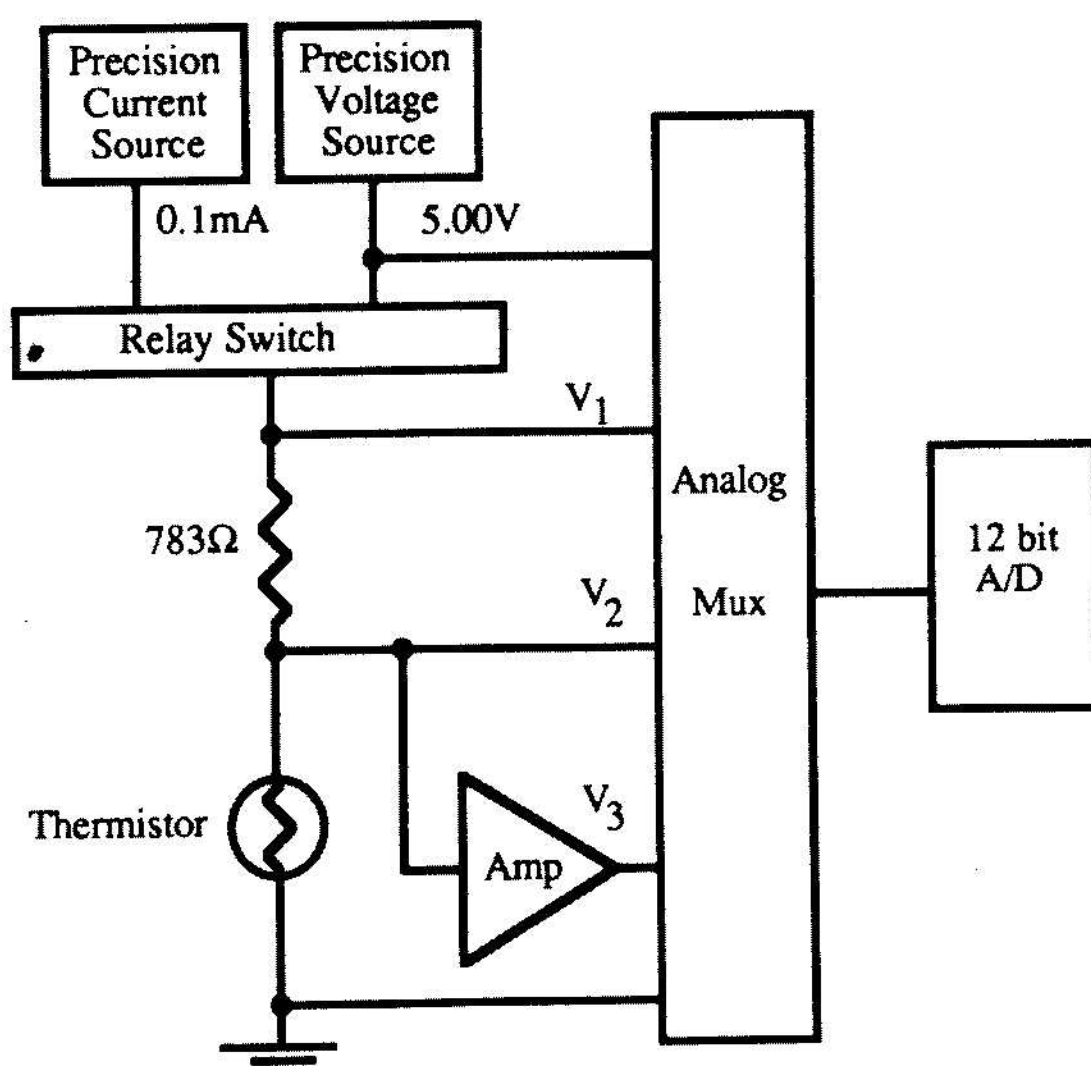 Precision
Current
Source
Precision
Voltage
Source
0.1mA
5.00V
Relay Switch
V1
Analog
Mux
783Ω
12 bit
A/D
V2
Thermistor
V3
Amp